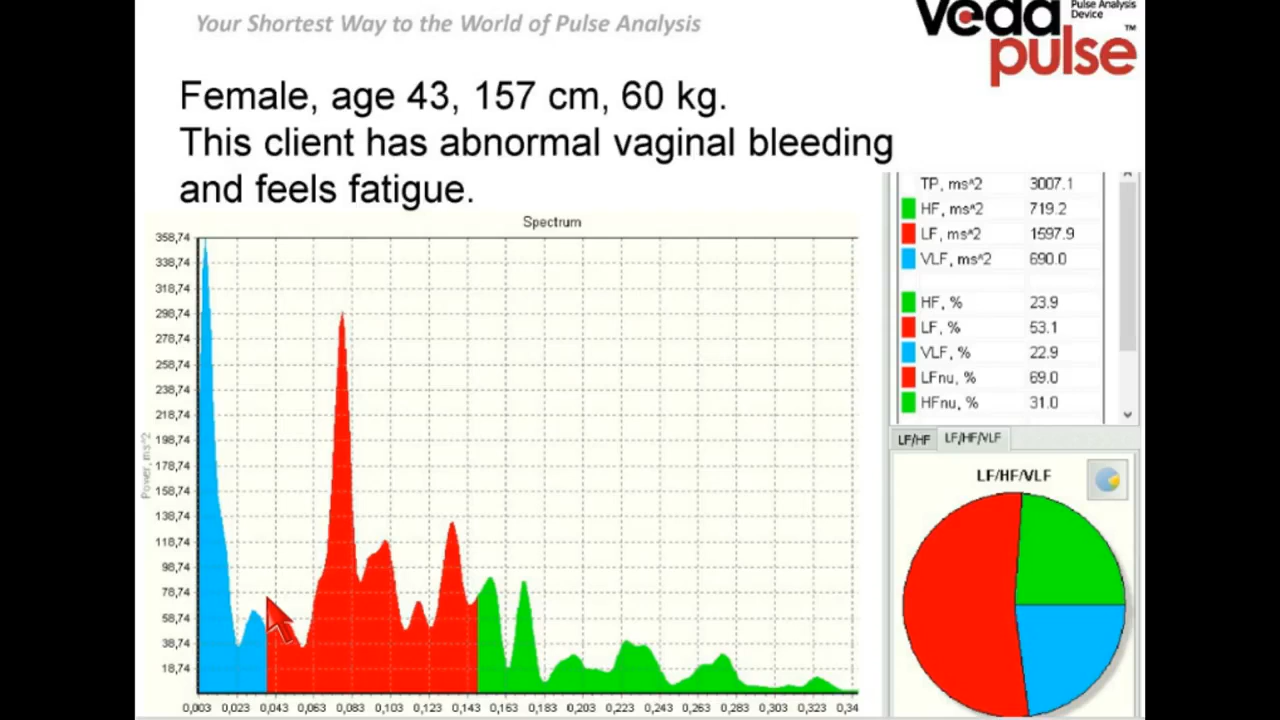 Your Shortest Way to the World of Pulse Analysis
veda
pulse™
Pulse Analysis
Device
Female, age 43, 157 cm, 60 kg.
This client has abnormal vaginal bleeding
and feels fatigue.
TP, ms^2 3007.1
HF, ms^2 719.2
LF, ms^2 1597.9
VLF, ms^2 690.0
HF, % 23.9
LF, % 53.1
VLF, % 22.9
LFnu, % 69.0
HFnu, % 31.0
Spectrum
358,74
338,74
318,74
298,74
278,74
258,74
238,74
218,74
198,74
178,74
158,74
138,74
118,74
98,74
78,74
58,74
38,74
18,74
Power, ms^2
0,003 0,023 0,043 0,063 0,083 0,103 0,123 0,143 0,163 0,183 0,203 0,223 0,243 0,263 0,283 0,303 0,323 0,34
LF/HF LF/HF/VLF
LF/HF/VLF